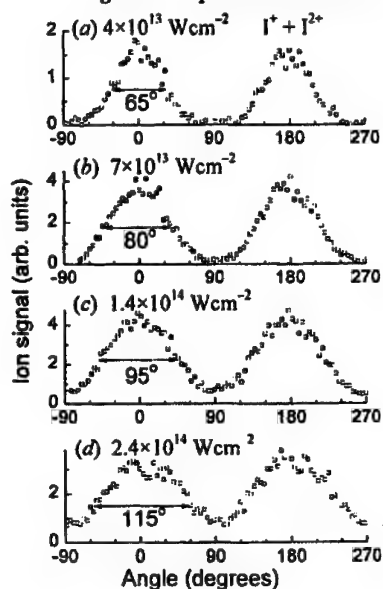 (a) 4×10¹³ Wcm⁻² I⁺ + I²⁺
2
1
0
65°
-90 0 90 180 270
(b) 7×10¹³ Wcm⁻²
4
2
0
80°
-90 0 90 180 270
(c) 1.4×10¹⁴ Wcm⁻²
4
2
0
95°
-90 0 90 180 270
(d) 2.4×10¹⁴ Wcm⁻²
2
0
115°
-90 0 90 180 270
Ion signal (arb. units)
Angle (degrees)